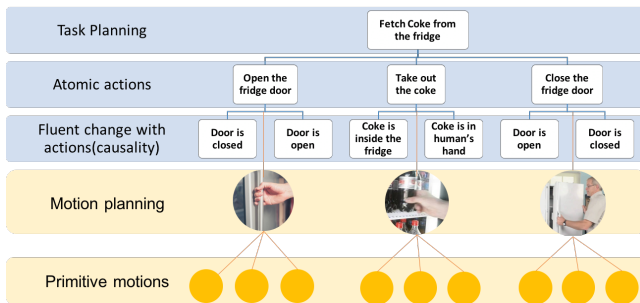 Task Planning
Fetch Coke from
the fridge
Atomic actions
Open the
fridge door
Take out
the coke
Close the
fridge door
Fluent change with
actions(causality)
Door is
closed
Door is
open
Coke is
inside the
fridge
Coke is in
human's
hand
Door is
open
Door is
closed
Motion planning
Primitive motions